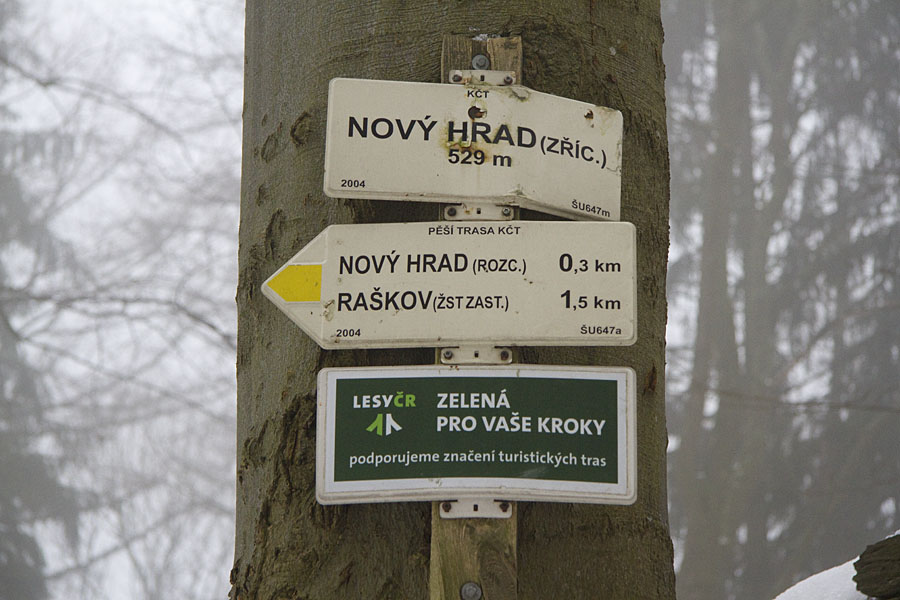 KČT
NOVÝ HRAD (ZŘÍC.)
529 m
2004 ŠU647m
PĚŠÍ TRASA KČT
NOVÝ HRAD (ROZC.) 0,3 km
RAŠKOV (ŽST ZAST.) 1,5 km
2004 ŠU647a
LESYČR ZELENÁ
PRO VAŠE KROKY
podporujeme značení turistických tras